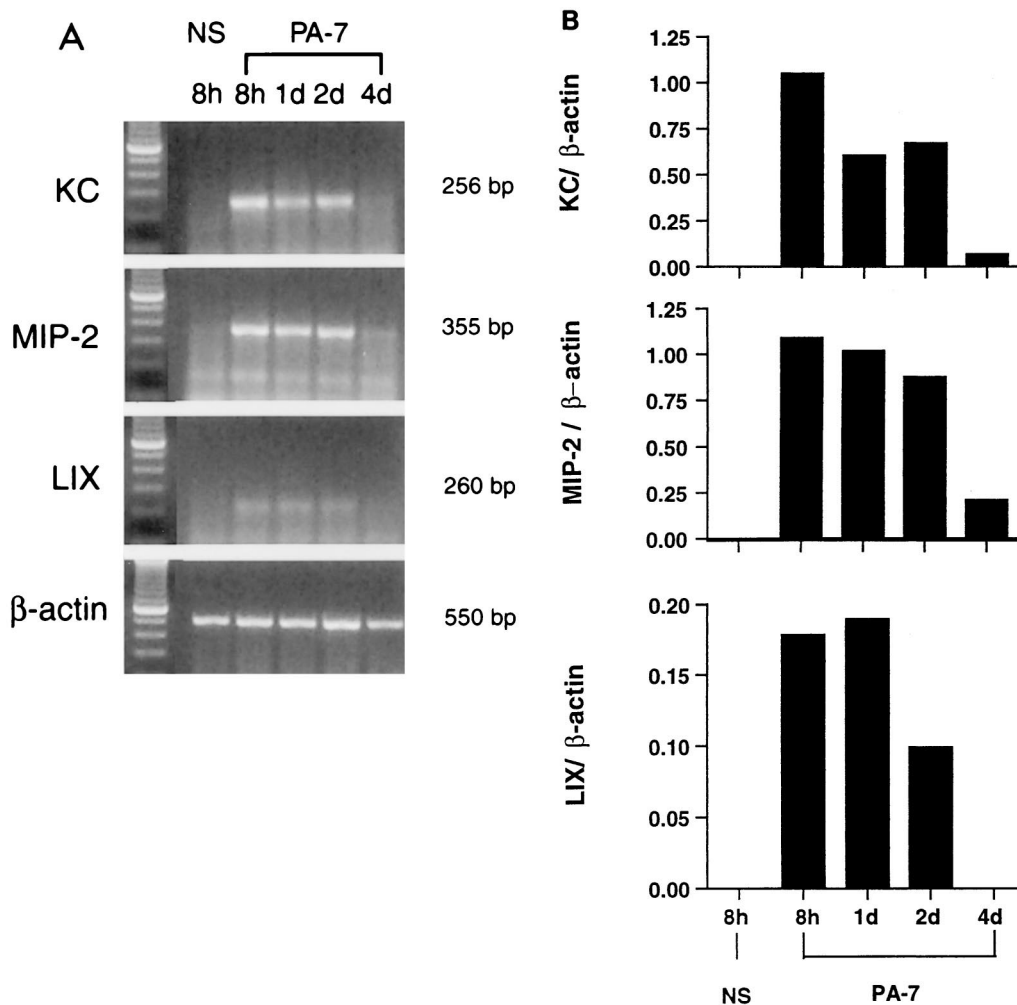 A
NS PA-7
8h 8h 1d 2d 4d
KC 256 bp
MIP-2 355 bp
LIX 260 bp
β-actin 550 bp
B
KC/ β-actin
1.25
1.00
0.75
0.50
0.25
0.00
MIP-2 / β-actin
1.25
1.00
0.75
0.50
0.25
0.00
LIX/ β-actin
0.20
0.15
0.10
0.05
0.00
8h 8h 1d 2d 4d
NS PA-7